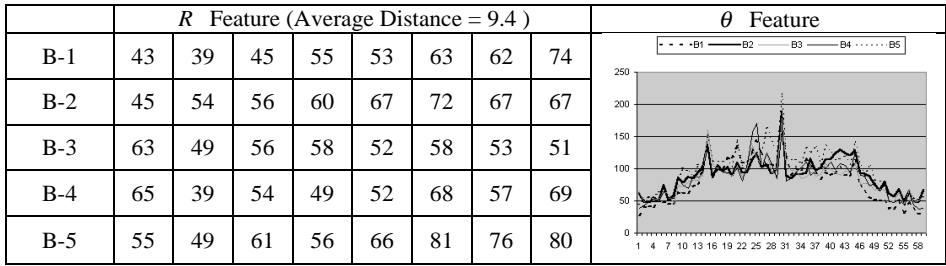 R Feature (Average Distance = 9.4 ) θ Feature
B-1 43 39 45 55 53 63 62 74
B-2 45 54 56 60 67 72 67 67
B-3 63 49 56 58 52 58 53 51
B-4 65 39 54 49 52 68 57 69
B-5 55 49 61 56 66 81 76 80
B1 B2 B3 B4 B5
250
200
150
100
50
0
1 4 7 10 13 16 19 22 25 28 31 34 37 40 43 46 49 52 55 58